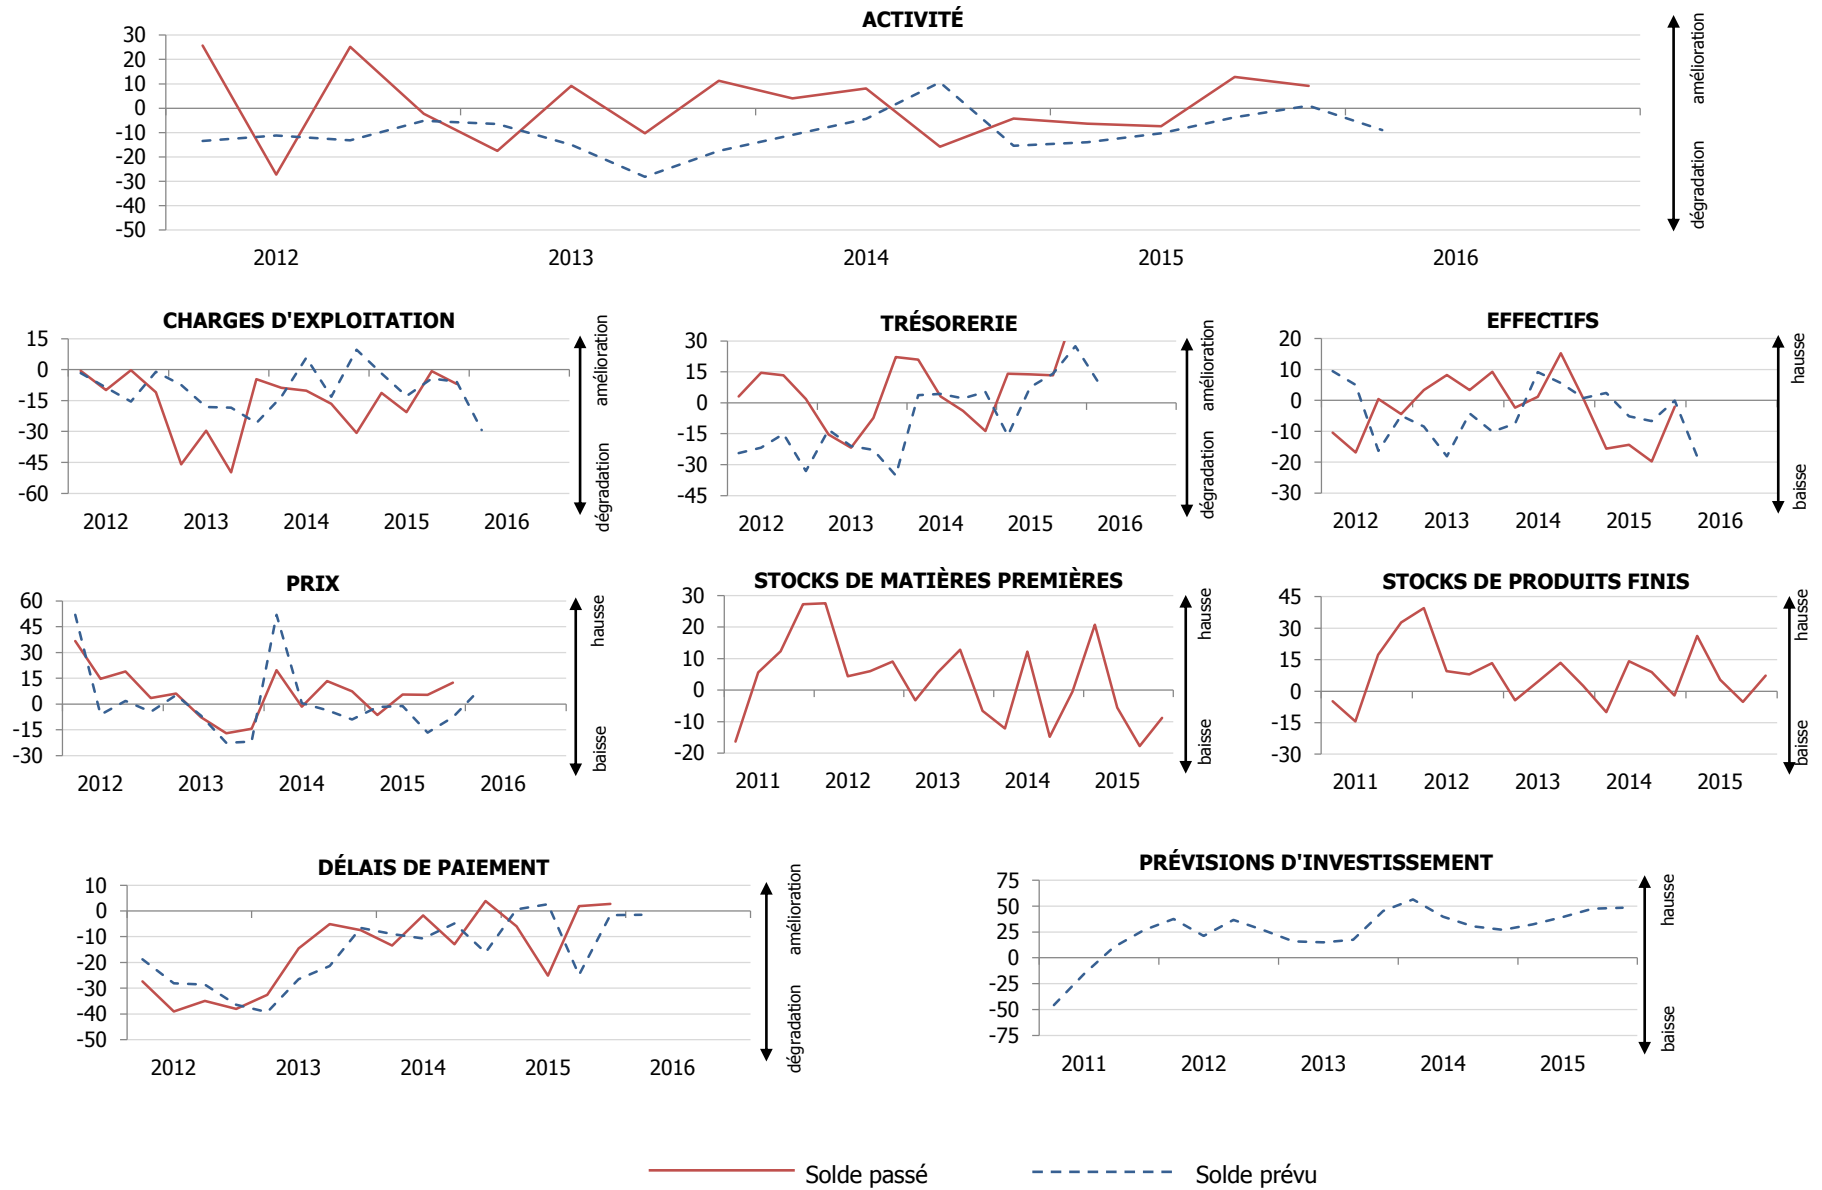 ACTIVITÉ
30
20
10
0
-10
-20
-30
-40
-50
2012 2013 2014 2015 2016
amélioration
dégradation
CHARGES D'EXPLOITATION
15
0
-15
-30
-45
-60
2012 2013 2014 2015 2016
amélioration
dégradation
TRÉSORERIE
30
15
0
-15
-30
-45
2012 2013 2014 2015 2016
amélioration
dégradation
EFFECTIFS
20
10
0
-10
-20
-30
2012 2013 2014 2015 2016
hausse
baisse
PRIX
60
45
30
15
0
-15
-30
2012 2013 2014 2015 2016
hausse
baisse
STOCKS DE MATIÈRES PREMIÈRES
30
20
10
0
-10
-20
2011 2012 2013 2014 2015
hausse
baisse
STOCKS DE PRODUITS FINIS
45
30
15
0
-15
-30
2011 2012 2013 2014 2015
hausse
baisse
DÉLAIS DE PAIEMENT
10
0
-10
-20
-30
-40
-50
2012 2013 2014 2015 2016
amélioration
dégradation
PRÉVISIONS D'INVESTISSEMENT
75
50
25
0
-25
-50
-75
2011 2012 2013 2014 2015
hausse
baisse
Solde passé Solde prévu